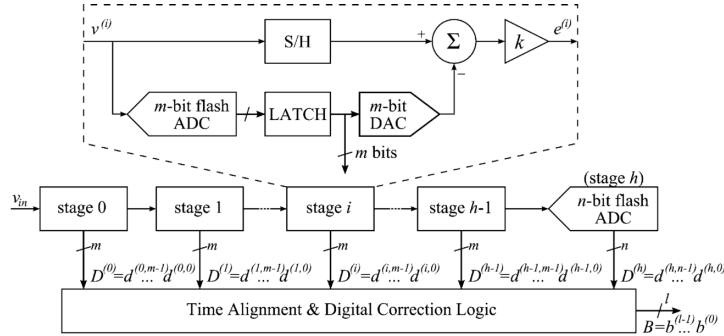 v(i)
S/H
+
Σ
−
k
e(i)
m-bit flash
ADC
LATCH
m-bit
DAC
m bits
(stage h)
vin
stage 0
stage 1
stage i
stage h-1
n-bit flash
ADC
m
m
m
m
n
D(0)=d(0,m-1)...d(0,0)
D(1)=d(1,m-1)...d(1,0)
D(i)=d(i,m-1)...d(i,0)
D(h-1)=d(h-1,m-1)...d(h-1,0)
D(h)=d(h,n-1)...d(h,0)
Time Alignment & Digital Correction Logic
l
B=b(l-1)...b(0)